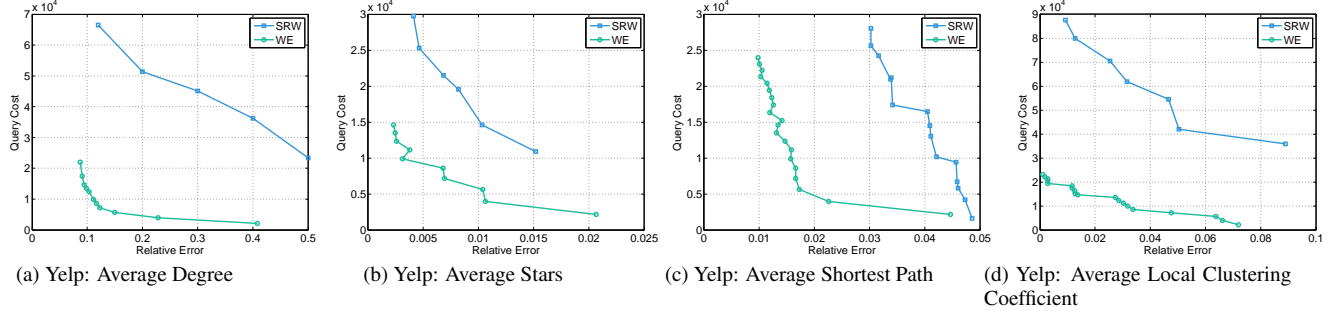 7 x 10^4
SRW
WE
6
5
4
3
2
1
0
Query Cost
0 0.1 0.2 0.3 0.4 0.5
Relative Error
(a) Yelp: Average Degree
3 x 10^4
SRW
WE
2.5
2
1.5
1
0.5
0
Query Cost
0 0.005 0.01 0.015 0.02 0.025
Relative Error
(b) Yelp: Average Stars
3 x 10^4
SRW
WE
2.5
2
1.5
1
0.5
0
Query Cost
0 0.01 0.02 0.03 0.04 0.05
Relative Error
(c) Yelp: Average Shortest Path
9 x 10^4
SRW
WE
8
7
6
5
4
3
2
1
0
Query Cost
0 0.02 0.04 0.06 0.08 0.1
Relative Error
(d) Yelp: Average Local Clustering
Coefficient